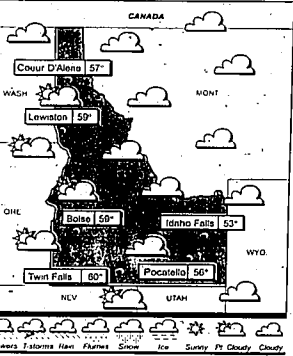 CANADA
Coeur D'Alene 57°
WASH
MONT
Lewiston 59°
ORE
Boise 59°
Idaho Falls 53°
WYO.
Twin Falls 60°
Pocatello 56°
NEV
UTAH
T-storms Rain Flurries Snow Ice Sunny Pt Cloudy Cloudy